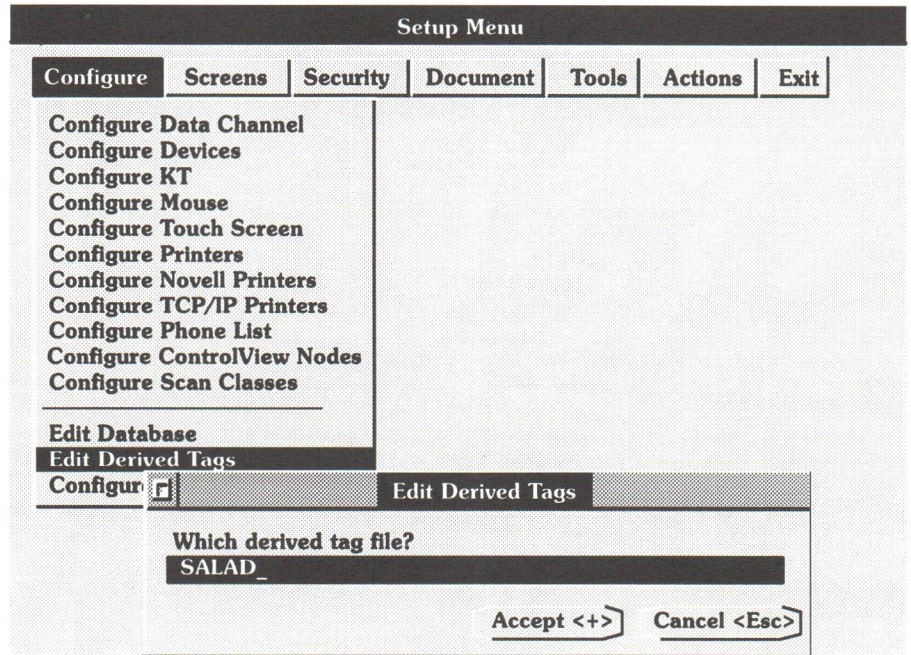 Setup Menu
Configure Screens Security Document Tools Actions Exit
Configure Data Channel
Configure Devices
Configure KT
Configure Mouse
Configure Touch Screen
Configure Printers
Configure Novell Printers
Configure TCP/IP Printers
Configure Phone List
Configure ControlView Nodes
Configure Scan Classes
Edit Database
Edit Derived Tags
Configur
Edit Derived Tags
Which derived tag file?
SALAD_
Accept <+> Cancel <Esc>